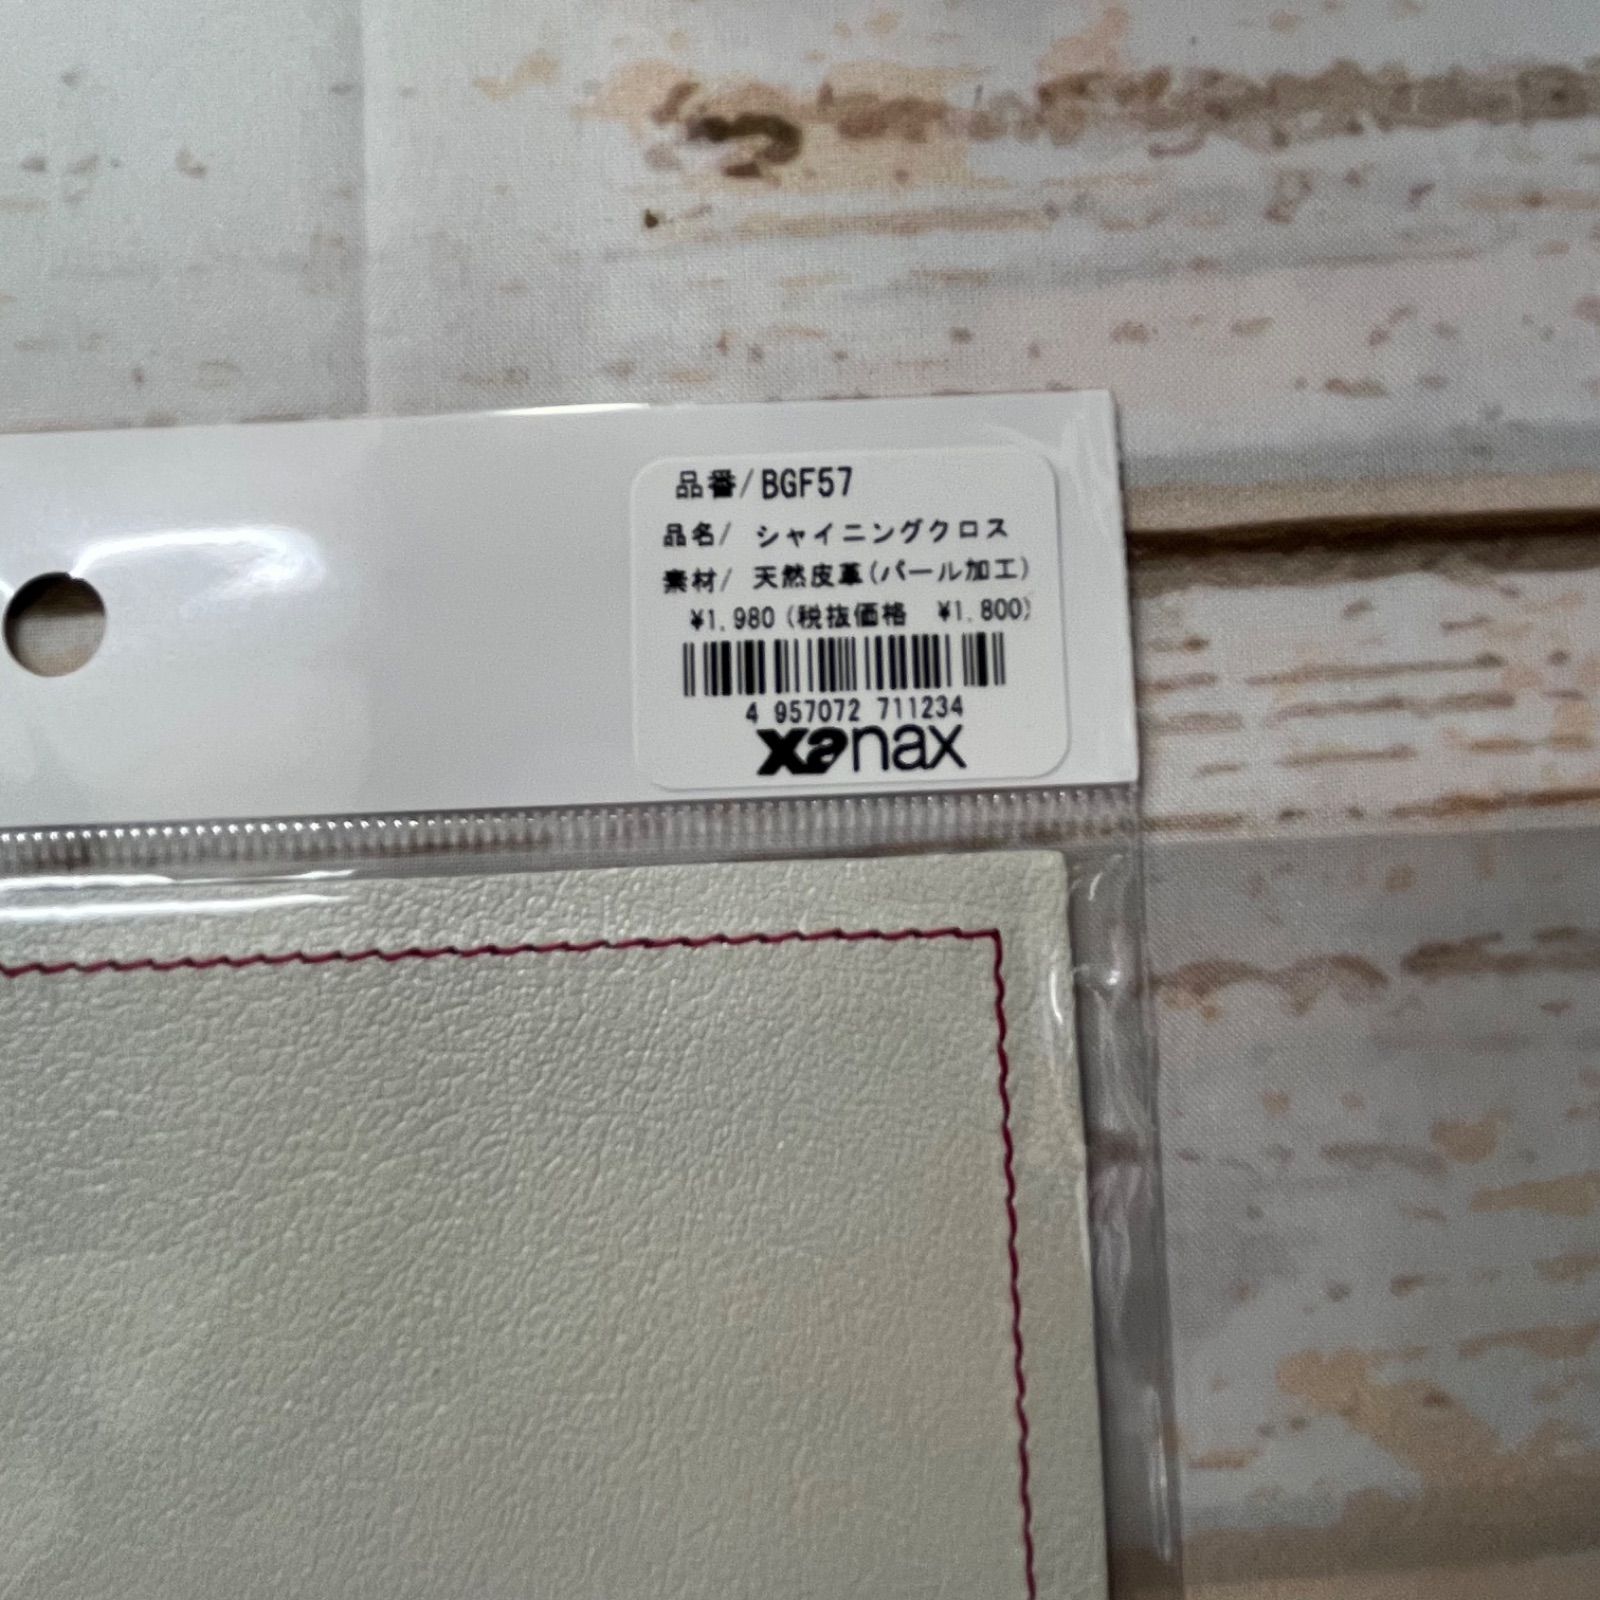 品番/BGF57
品名/ シャイニングクロス
素材/ 天然皮革(パール加工)
¥1,980(税抜価格 ¥1,800)
4 957072 711234
xanax